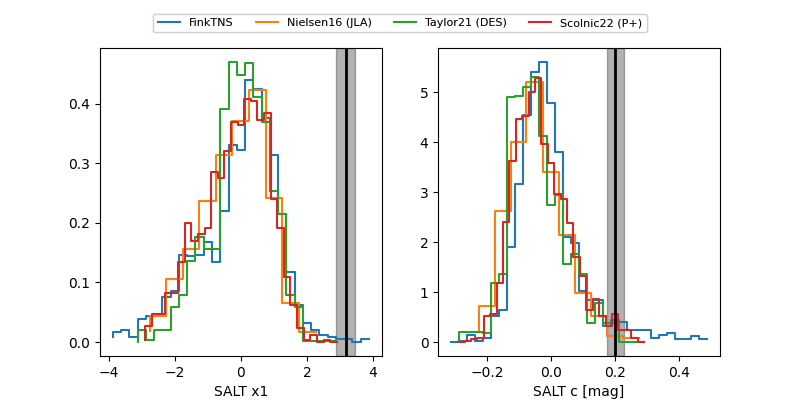 FinkTNS Nielsen16 (JLA) Taylor21 (DES) Scolnic22 (P+)
0.4
0.3
0.2
0.1
0.0
−4 −2 0 2 4
SALT x1
5
4
3
2
1
0
−0.2 0.0 0.2 0.4
SALT c [mag]